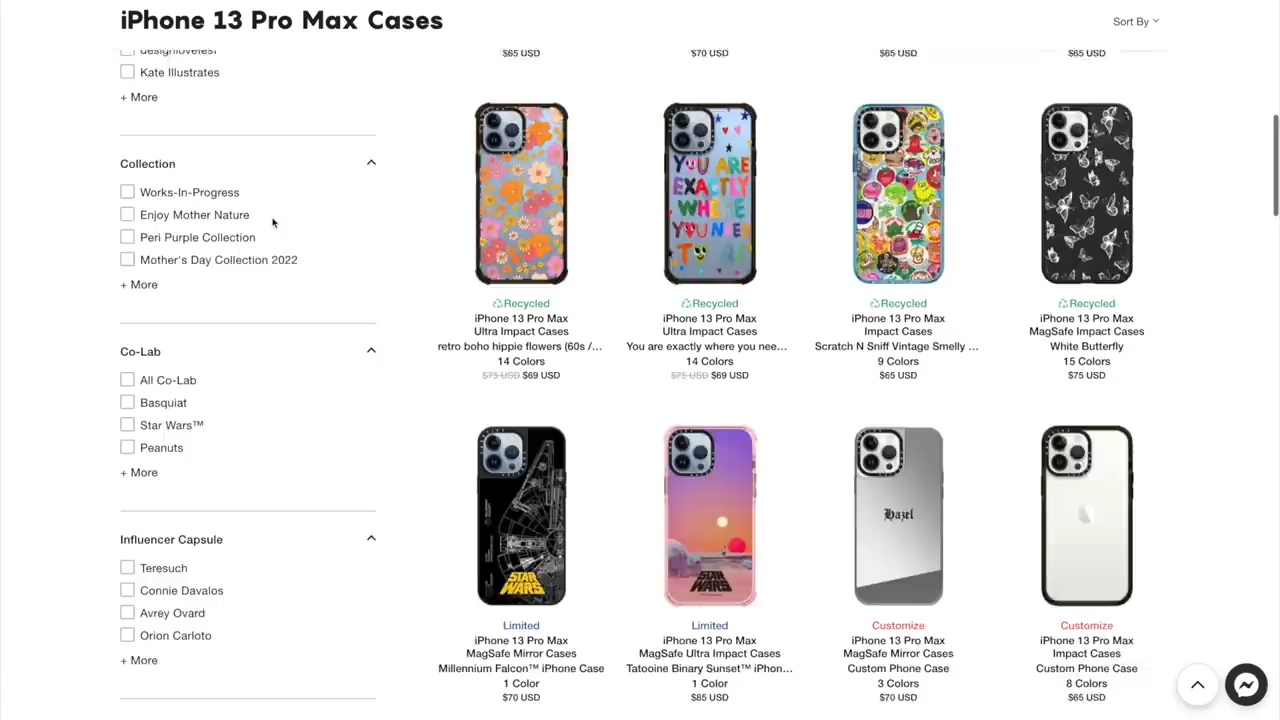 iPhone 13 Pro Max Cases
Sort By
designlovefest
Kate Illustrates
+ More
Collection
Works-In-Progress
Enjoy Mother Nature
Peri Purple Collection
Mother's Day Collection 2022
+ More
Co-Lab
All Co-Lab
Basquiat
Star Wars™
Peanuts
+ More
Influencer Capsule
Teresuch
Connie Davalos
Avrey Ovard
Orion Carloto
+ More
$65 USD
$70 USD
$65 USD
$65 USD
YOU ARE
EXACTLY
WHERE
Recycled
iPhone 13 Pro Max
Ultra Impact Cases
retro boho hippie flowers (60s /...
14 Colors
$75 USD $69 USD
Recycled
iPhone 13 Pro Max
Ultra Impact Cases
You are exactly where you nee...
14 Colors
$75 USD $69 USD
Recycled
iPhone 13 Pro Max
Impact Cases
Scratch N Sniff Vintage Smelly ...
9 Colors
$65 USD
Recycled
iPhone 13 Pro Max
MagSafe Impact Cases
White Butterfly
15 Colors
$75 USD
STAR
WARS
Limited
iPhone 13 Pro Max
MagSafe Mirror Cases
Millennium Falcon™ iPhone Case
1 Color
$70 USD
STAR
WARS
Limited
iPhone 13 Pro Max
MagSafe Ultra Impact Cases
Tatooine Binary Sunset™ iPhon...
1 Color
$85 USD
Hazel
Customize
iPhone 13 Pro Max
MagSafe Mirror Cases
Custom Phone Case
3 Colors
$70 USD
Customize
iPhone 13 Pro Max
Impact Cases
Custom Phone Case
8 Colors
$65 USD